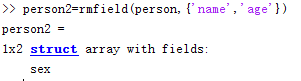 >> person2=rmfield(person,{'name','age'})
person2 =
1x2 struct array with fields:
sex